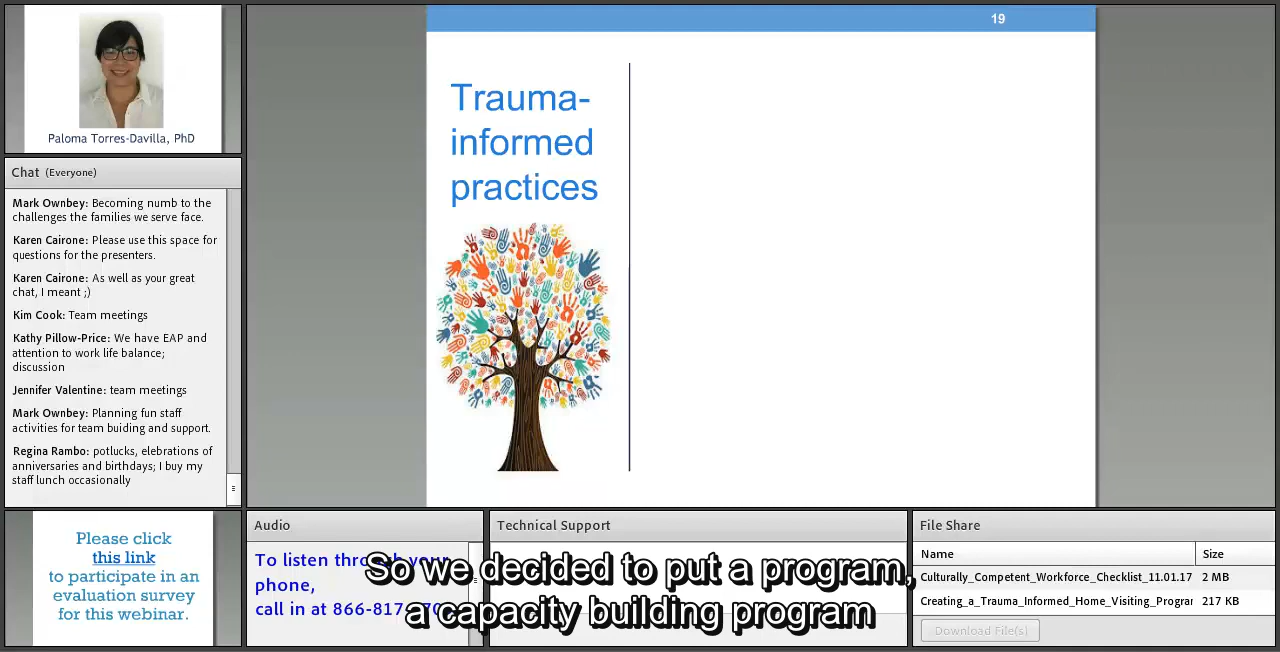 Paloma Torres-Davilla, PhD
Chat (Everyone)
Mark Ownbey: Becoming numb to the
challenges the families we serve face.
Karen Cairone: Please use this space for
questions for the presenters.
Karen Cairone: As well as your great
chat, I meant ;)
Kim Cook: Team meetings
Kathy Pillow-Price: We have EAP and
attention to work life balance;
discussion
Jennifer Valentine: team meetings
Mark Ownbey: Planning fun staff
activities for team buiding and support.
Regina Rambo: potlucks, elebrations of
anniversaries and birthdays; I buy my
staff lunch occasionally
19
Trauma-
informed
practices
Please click
this link
to participate in an
evaluation survey
for this webinar.
Audio
To listen through your
phone,
call in at 866-817-
Technical Support
File Share
Name Size
Culturally_Competent_Workforce_Checklist_11.01.17 2 MB
Creating_a_Trauma_Informed_Home_Visiting_Prograr 217 KB
Download File(s)
So we decided to put a program,
a capacity building program